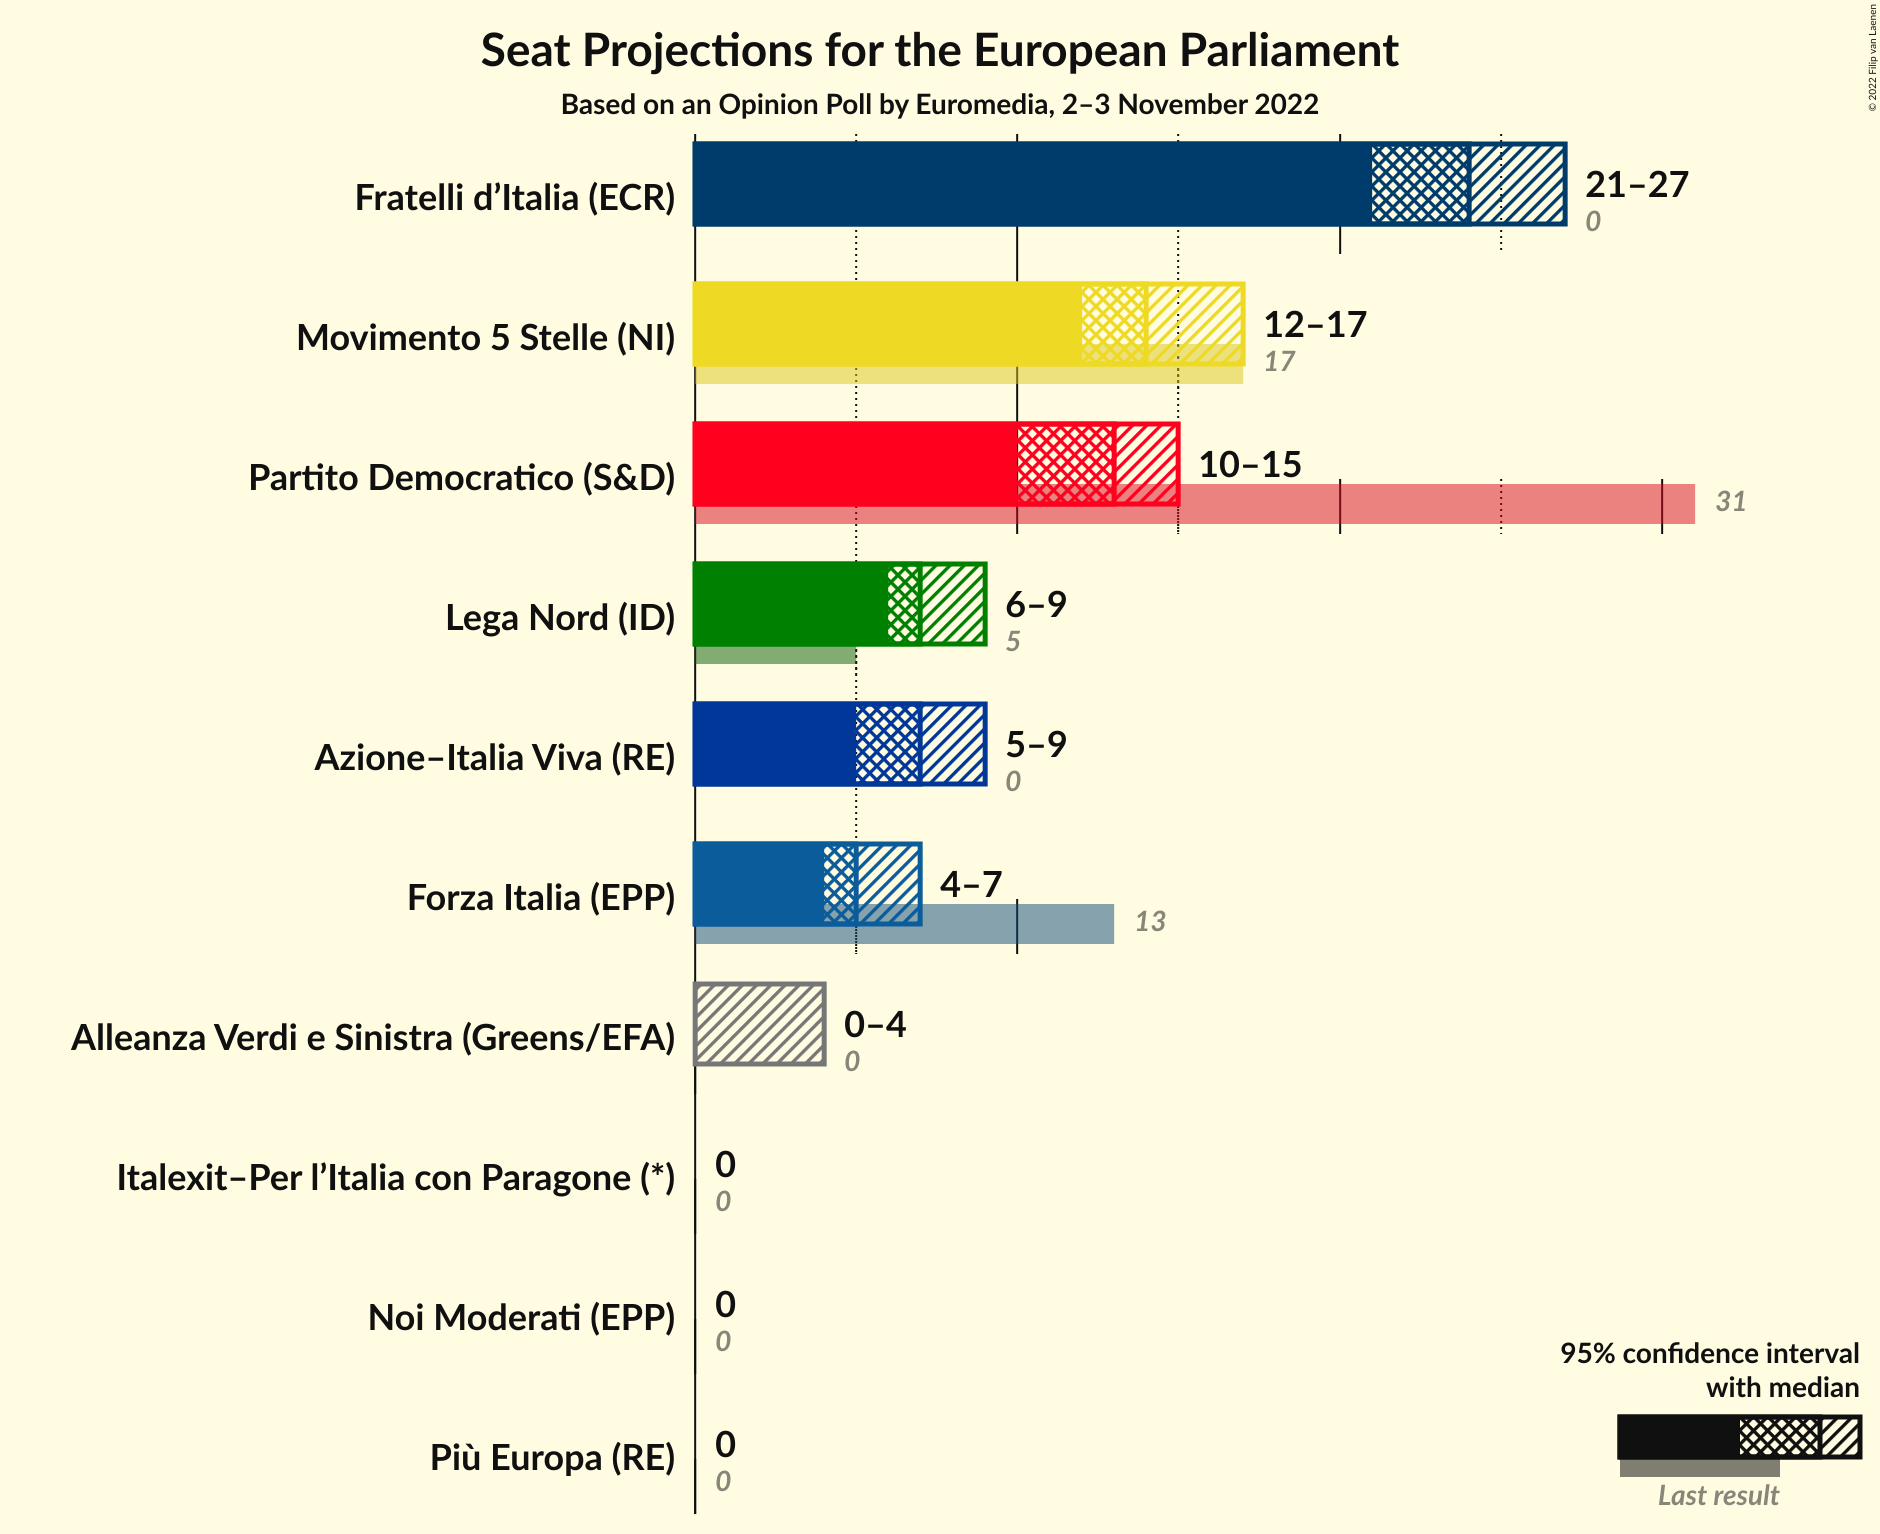 Seat Projections for the European Parliament
Based on an Opinion Poll by Euromedia, 2–3 November 2022
© 2022 Filip van Laenen
Fratelli d’Italia (ECR)
21–27
0
Movimento 5 Stelle (NI)
12–17
17
Partito Democratico (S&D)
10–15
31
Lega Nord (ID)
6–9
5
Azione–Italia Viva (RE)
5–9
0
Forza Italia (EPP)
4–7
13
Alleanza Verdi e Sinistra (Greens/EFA)
0–4
0
Italexit–Per l’Italia con Paragone (*)
0
0
Noi Moderati (EPP)
0
0
Più Europa (RE)
0
0
95% confidence interval
with median
Last result